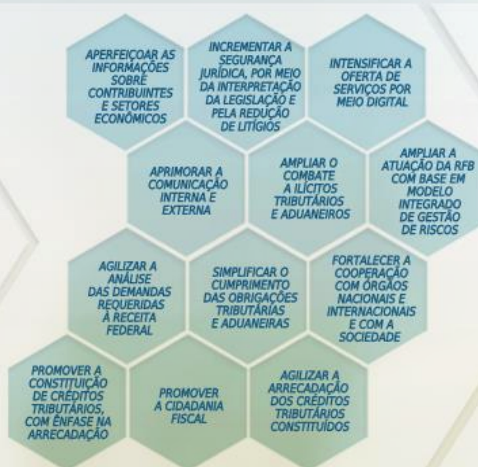 APERFEIÇOAR AS
INFORMAÇÕES
SOBRE
CONTRIBUINTES
E SETORES
ECONÔMICOS
INCREMENTAR A
SEGURANÇA
JURÍDICA, POR MEIO
DA INTERPRETAÇÃO
DA LEGISLAÇÃO E
PELA REDUÇÃO
DE LITÍGIOS
INTENSIFICAR A
OFERTA DE
SERVIÇOS POR
MEIO DIGITAL
APRIMORAR A
COMUNICAÇÃO
INTERNA E
EXTERNA
AMPLIAR O
COMBATE
A ILÍCITOS
TRIBUTÁRIOS
E ADUANEIROS
AMPLIAR A
ATUAÇÃO DA RFB
COM BASE EM
MODELO
INTEGRADO
DE GESTÃO
DE RISCOS
AGILIZAR A
ANÁLISE
DAS DEMANDAS
REQUERIDAS
À RECEITA
FEDERAL
SIMPLIFICAR O
CUMPRIMENTO
DAS OBRIGAÇÕES
TRIBUTÁRIAS
E ADUANEIRAS
FORTALECER A
COOPERAÇÃO
COM ÓRGÃOS
NACIONAIS E
INTERNACIONAIS
E COM A
SOCIEDADE
PROMOVER A
CONSTITUIÇÃO
DE CRÉDITOS
TRIBUTÁRIOS,
COM ÊNFASE NA
ARRECADAÇÃO
PROMOVER
A CIDADANIA
FISCAL
AGILIZAR A
ARRECADAÇÃO
DOS CRÉDITOS
TRIBUTÁRIOS
CONSTITUÍDOS